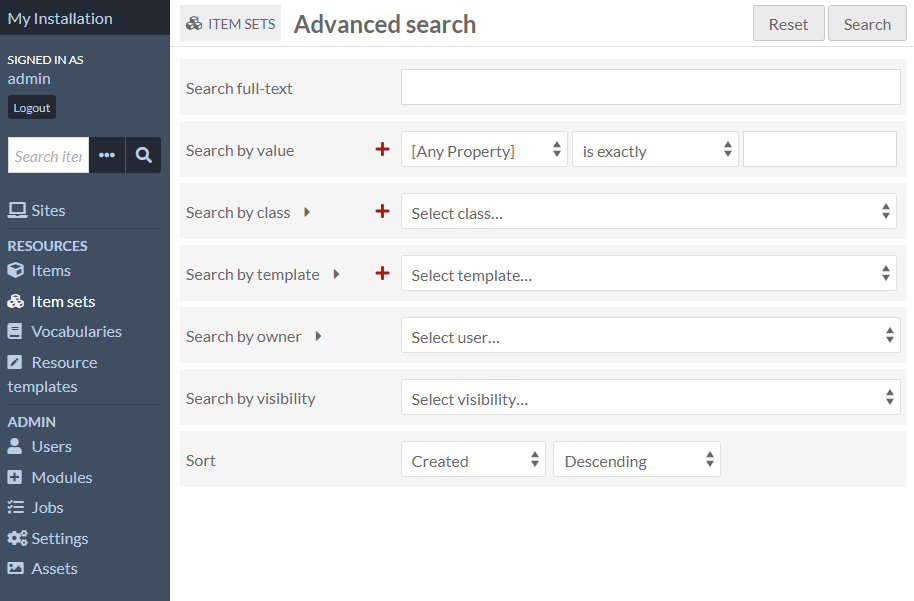 My Installation
SIGNED IN AS
admin
Logout
Search iter
Sites
RESOURCES
Items
Item sets
Vocabularies
Resource
templates
ADMIN
Users
Modules
Jobs
Settings
Assets
ITEM SETS
Advanced search
Reset
Search
Search full-text
Search by value
[Any Property]
is exactly
Search by class
Select class...
Search by template
Select template...
Search by owner
Select user...
Search by visibility
Select visibility...
Sort
Created
Descending